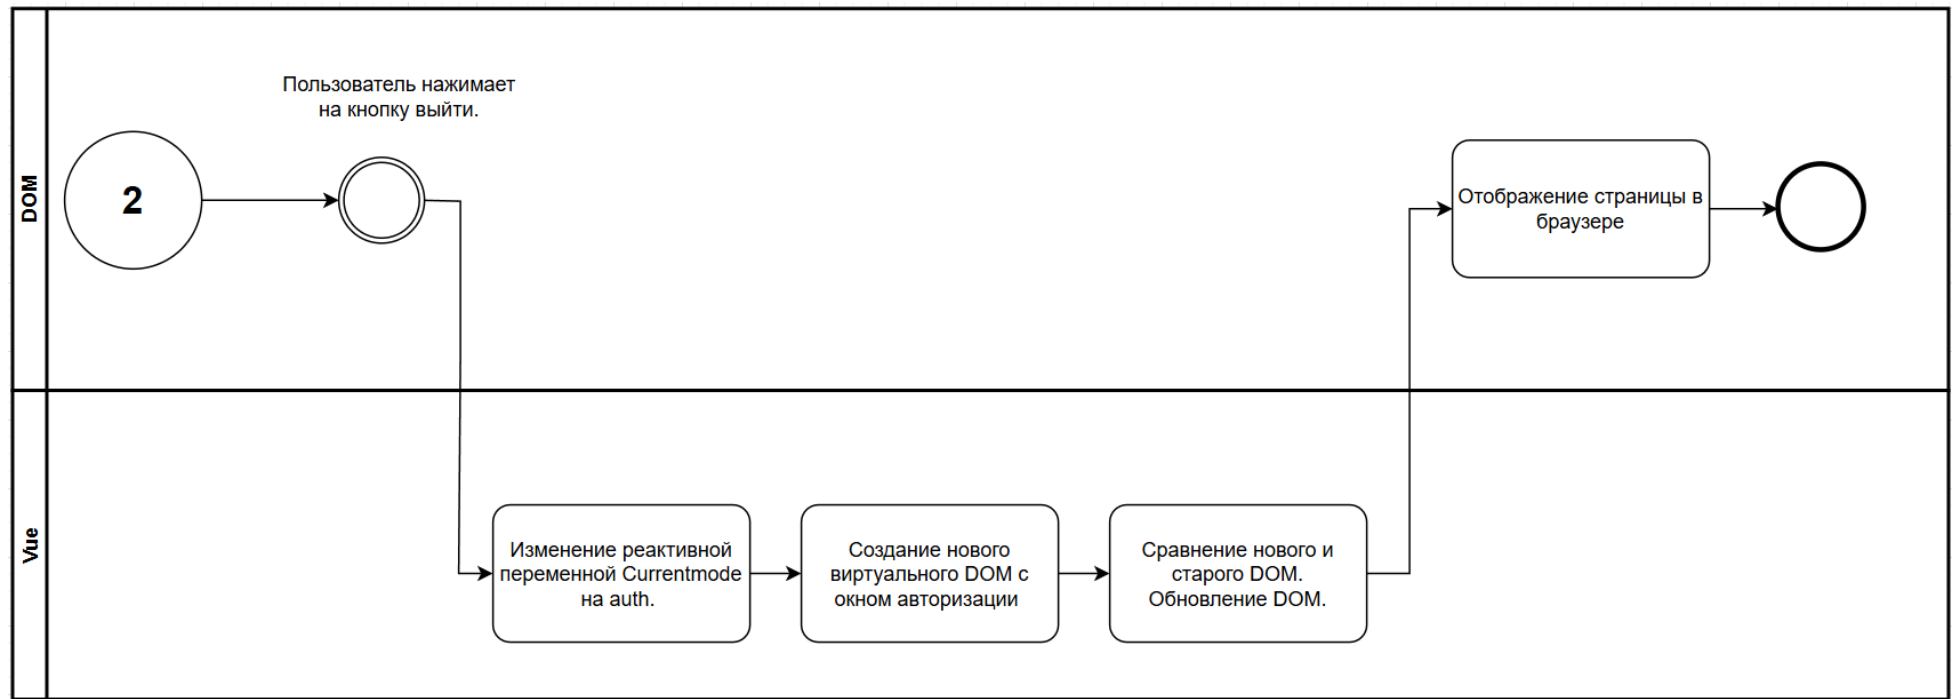 DOM
2
Пользователь нажимает
на кнопку выйти.
Отображение страницы в
браузере
Vue
Изменение реактивной
переменной Currentmode
на auth.
Создание нового
виртуального DOM с
окном авторизации
Сравнение нового и
старого DOM.
Обновление DOM.